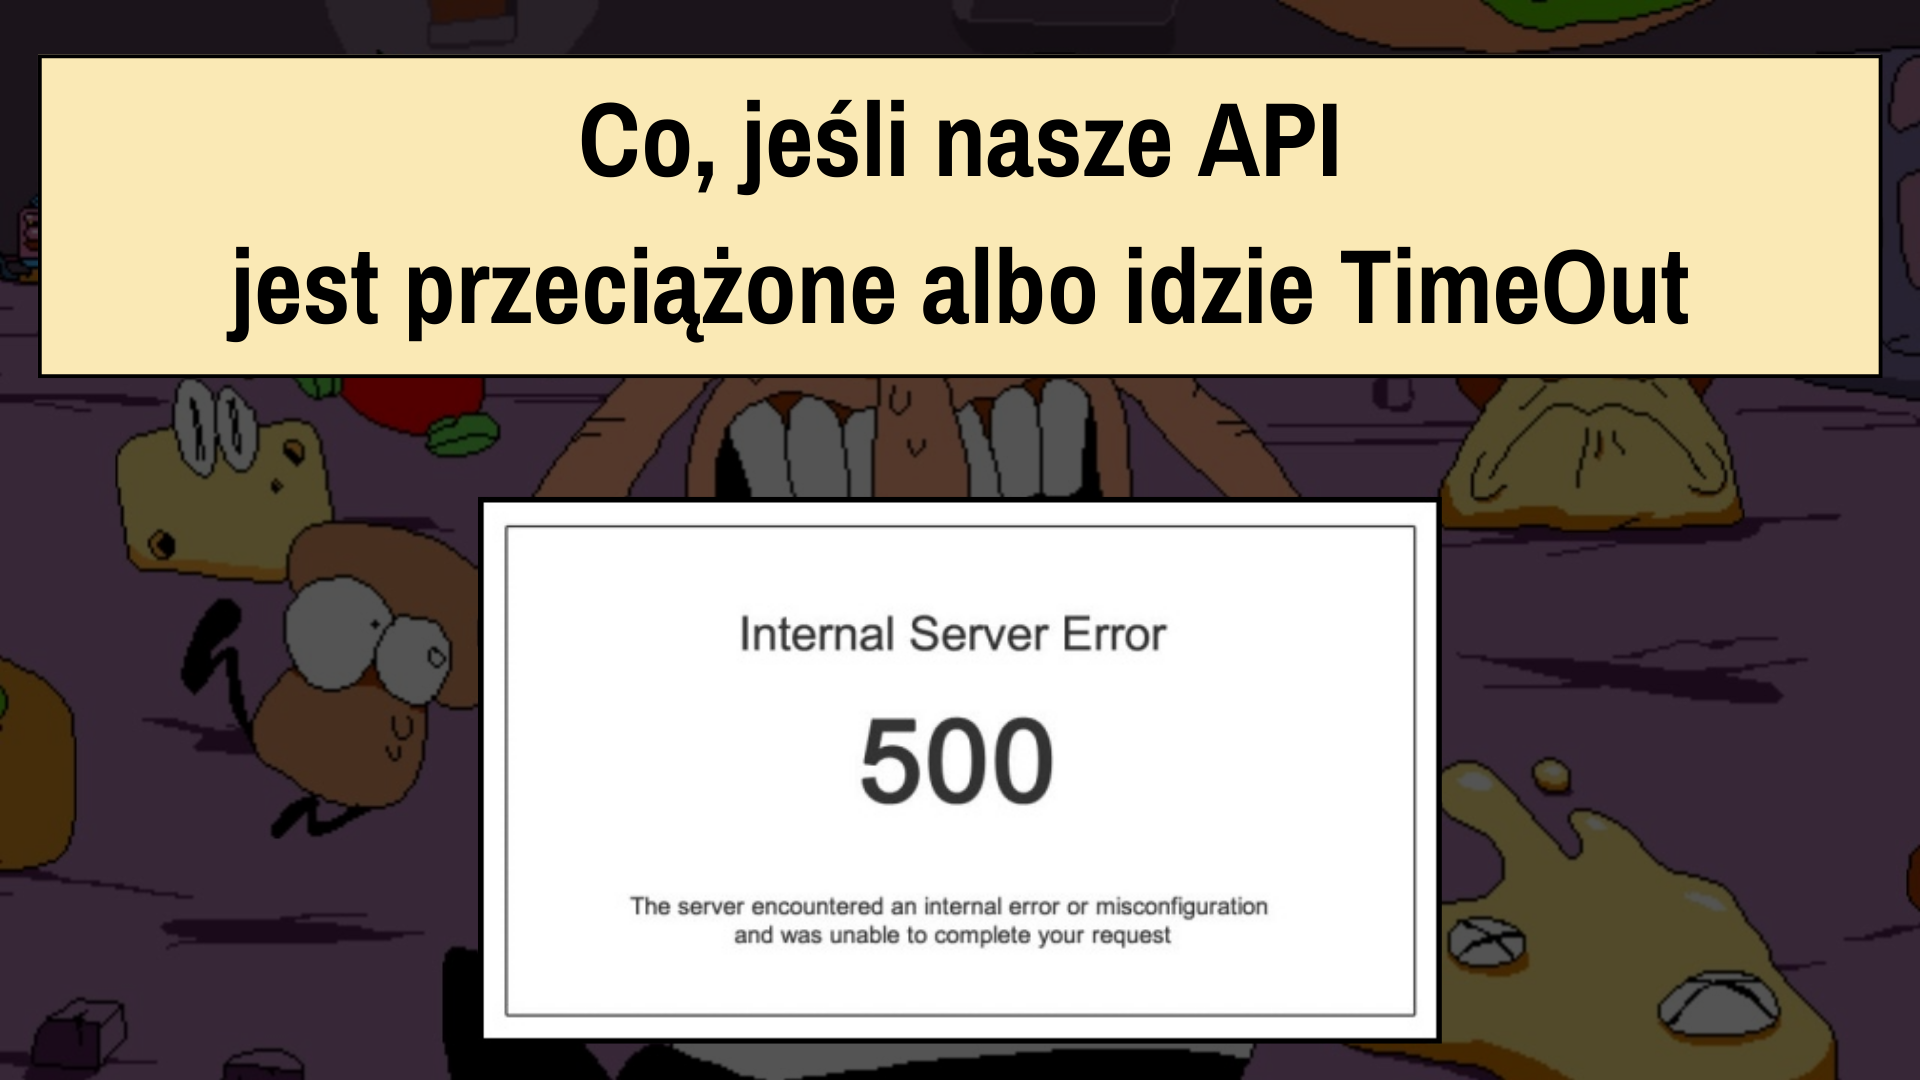 Co, jeśli nasze API
jest przeciążone albo idzie TimeOut
Internal Server Error
500
The server encountered an internal error or misconfiguration
and was unable to complete your request